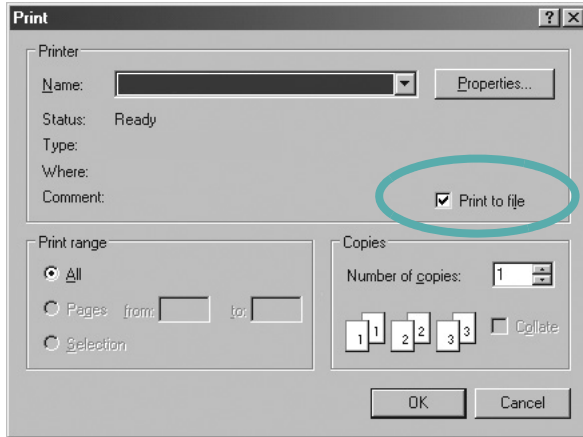 Print
Printer
Name:
Properties...
Status: Ready
Type:
Where:
Comment:
Print to file
Print range
All
Pages from: to:
Selection
Copies
Number of copies: 1
1 1 2 2 3 3
Collate
OK Cancel